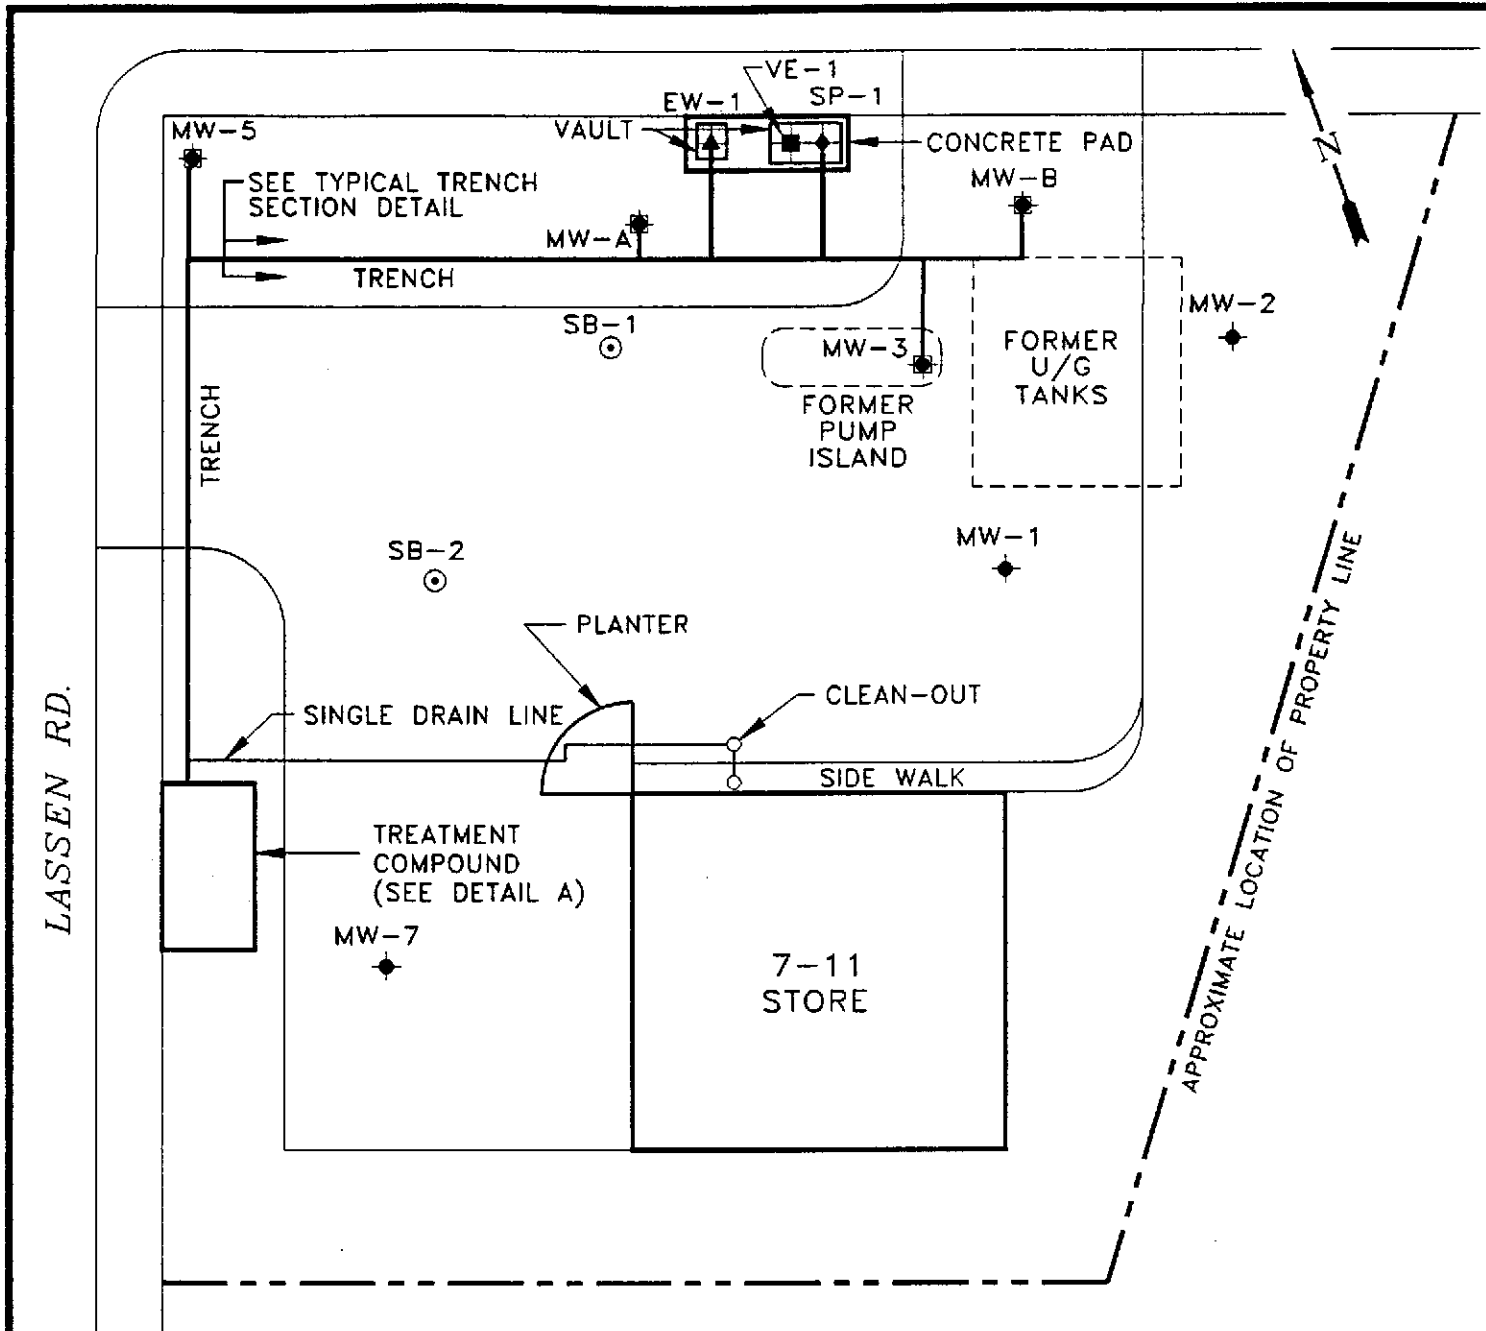 VE-1
EW-1
SP-1
MW-5
VAULT
CONCRETE PAD
SEE TYPICAL TRENCH
SECTION DETAIL
MW-B
N
MW-A
TRENCH
MW-2
SB-1
MW-3
FORMER
U/G
TANKS
FORMER
PUMP
ISLAND
TRENCH
MW-1
SB-2
PLANTER
APPROXIMATE LOCATION OF PROPERTY LINE
LASSEN RD.
SINGLE DRAIN LINE
CLEAN-OUT
SIDE WALK
TREATMENT
COMPOUND
(SEE DETAIL A)
MW-7
7-11
STORE